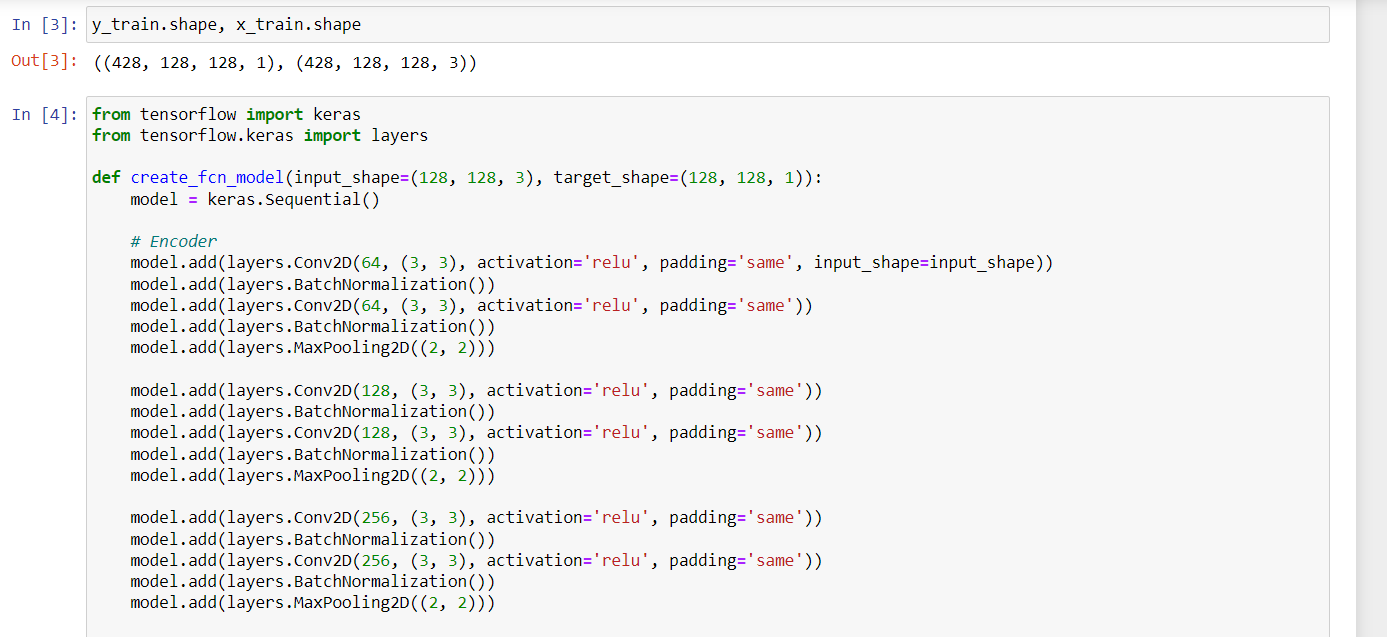 In [3]: y_train.shape, x_train.shape
Out[3]: ((428, 128, 128, 1), (428, 128, 128, 3))
In [4]: from tensorflow import keras
from tensorflow.keras import layers
def create_fcn_model(input_shape=(128, 128, 3), target_shape=(128, 128, 1)):
    model = keras.Sequential()
    # Encoder
    model.add(layers.Conv2D(64, (3, 3), activation='relu', padding='same', input_shape=input_shape))
    model.add(layers.BatchNormalization())
    model.add(layers.Conv2D(64, (3, 3), activation='relu', padding='same'))
    model.add(layers.BatchNormalization())
    model.add(layers.MaxPooling2D((2, 2)))
    model.add(layers.Conv2D(128, (3, 3), activation='relu', padding='same'))
    model.add(layers.BatchNormalization())
    model.add(layers.Conv2D(128, (3, 3), activation='relu', padding='same'))
    model.add(layers.BatchNormalization())
    model.add(layers.MaxPooling2D((2, 2)))
    model.add(layers.Conv2D(256, (3, 3), activation='relu', padding='same'))
    model.add(layers.BatchNormalization())
    model.add(layers.Conv2D(256, (3, 3), activation='relu', padding='same'))
    model.add(layers.BatchNormalization())
    model.add(layers.MaxPooling2D((2, 2)))